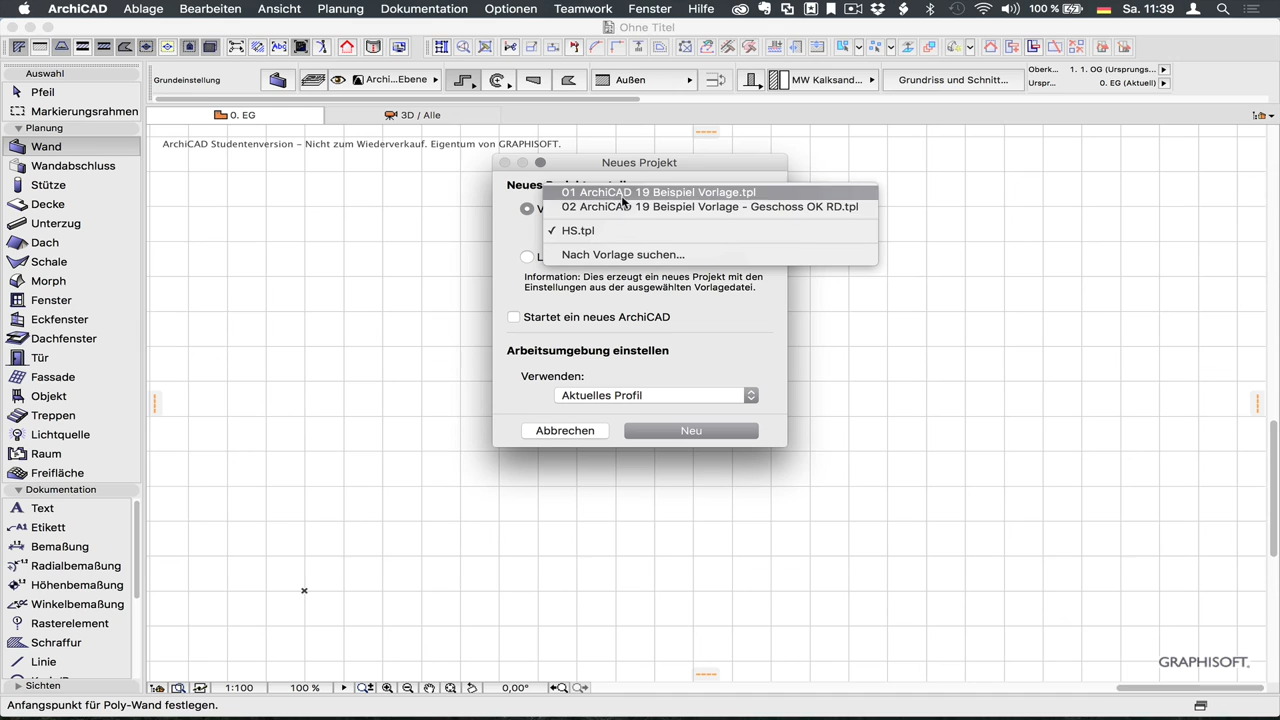 ArchiCAD Ablage Bearbeiten Ansicht Planung Dokumentation Optionen Teamwork Fenster Hilfe 100 % Sa. 11:39
Ohne Titel
Grundeinstellung Archi...Ebene Außen MW Kalksand... Grundriss und Schnitt...
Oberk... 1. 1. OG (Ursprungs...
Urspr... 0. EG (Aktuell)
Auswahl
Pfeil
Markierungsrahmen
Planung
Wand
Wandabschluss
Stütze
Decke
Unterzug
Dach
Schale
Morph
Fenster
Eckfenster
Dachfenster
Tür
Fassade
Objekt
Treppen
Lichtquelle
Raum
Freifläche
Dokumentation
Text
A1 Etikett
Bemaßung
Radialbemaßung
Höhenbemaßung
Winkelbemaßung
Rasterelement
Schraffur
Linie
Sichten
0. EG
3D / Alle
ArchiCAD Studentenversion – Nicht zum Wiederverkauf. Eigentum von GRAPHISOFT.
Neues Projekt
01 ArchiCAD 19 Beispiel Vorlage.tpl
02 ArchiCAD 19 Beispiel Vorlage - Geschoss OK RD.tpl
✓ HS.tpl
Nach Vorlage suchen...
Information: Dies erzeugt ein neues Projekt mit den
Einstellungen aus der ausgewählten Vorlagedatei.
Startet ein neues ArchiCAD
Arbeitsumgebung einstellen
Verwenden:
Aktuelles Profil
Abbrechen Neu
GRAPHISOFT.
1:100 100 % 0,00°
Anfangspunkt für Poly-Wand festlegen.